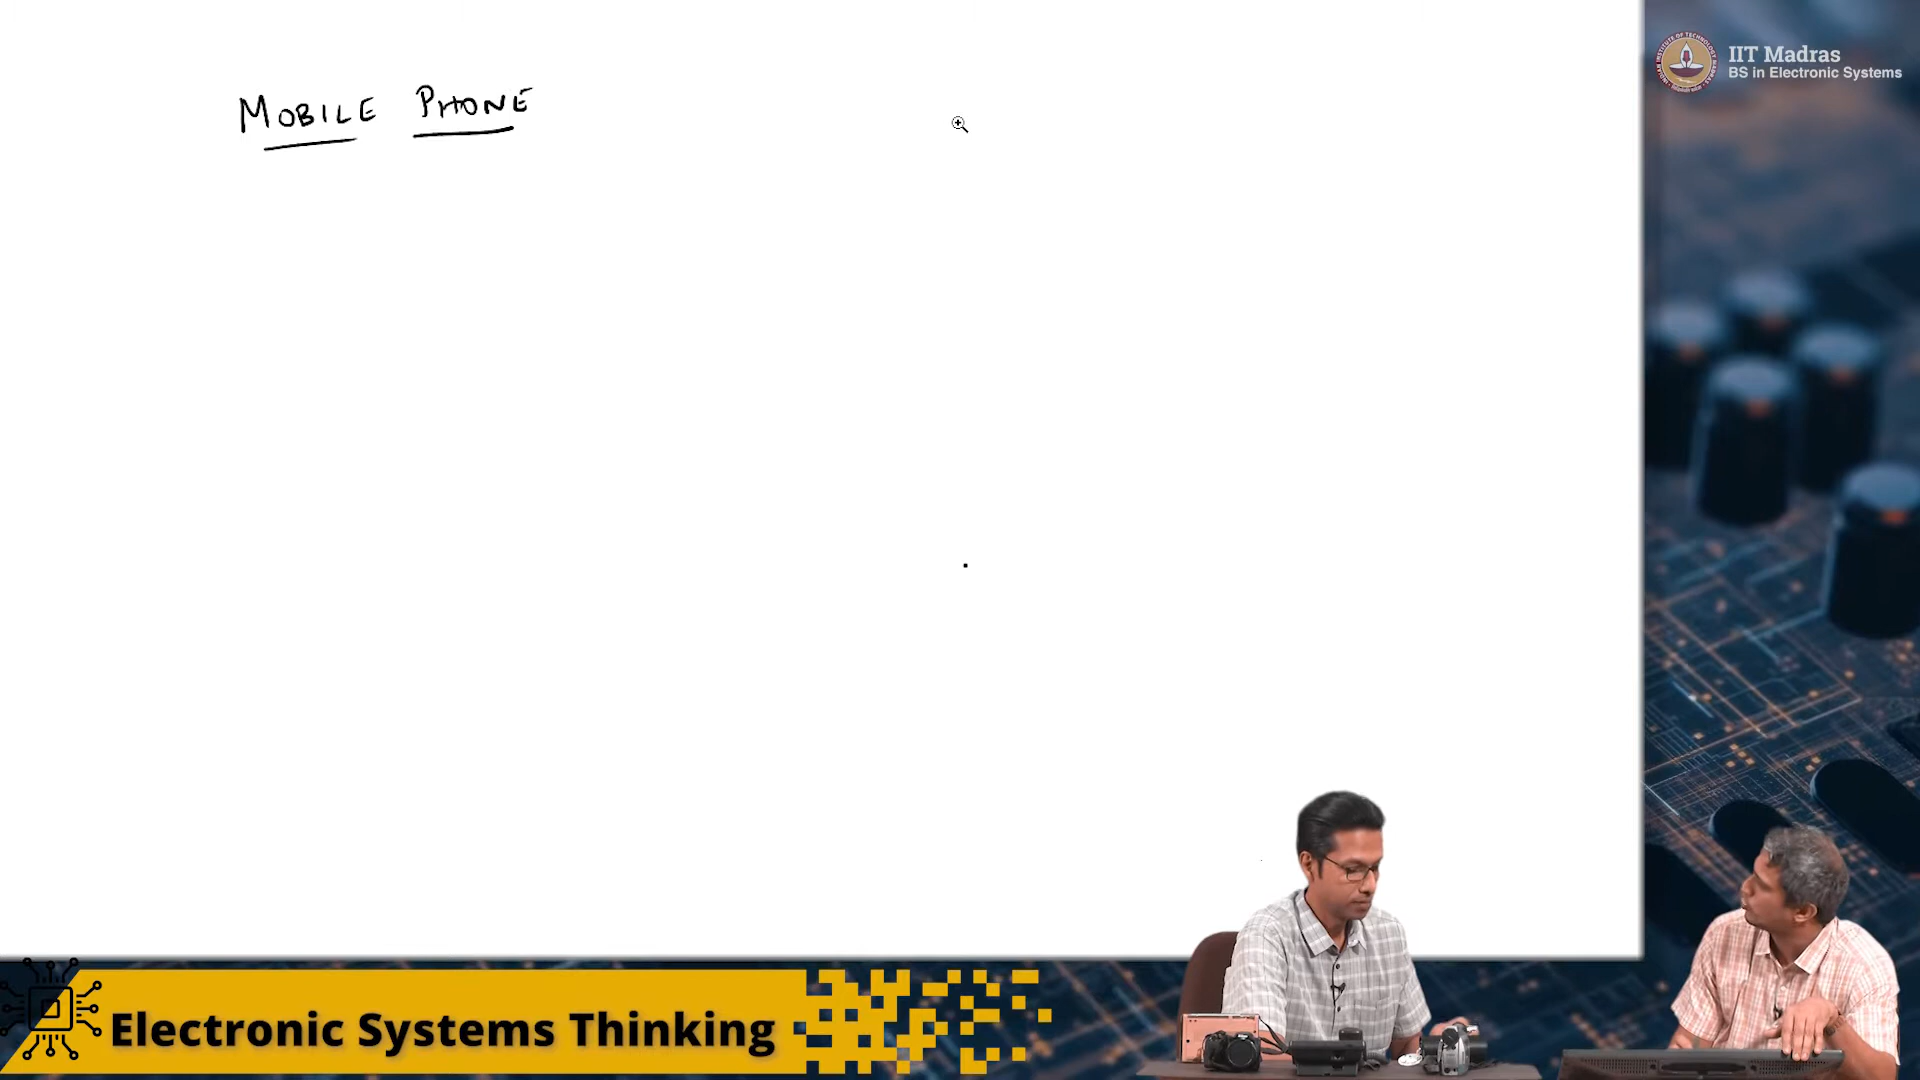 MOBILE PHONE
IIT Madras
BS in Electronic Systems
Electronic Systems Thinking